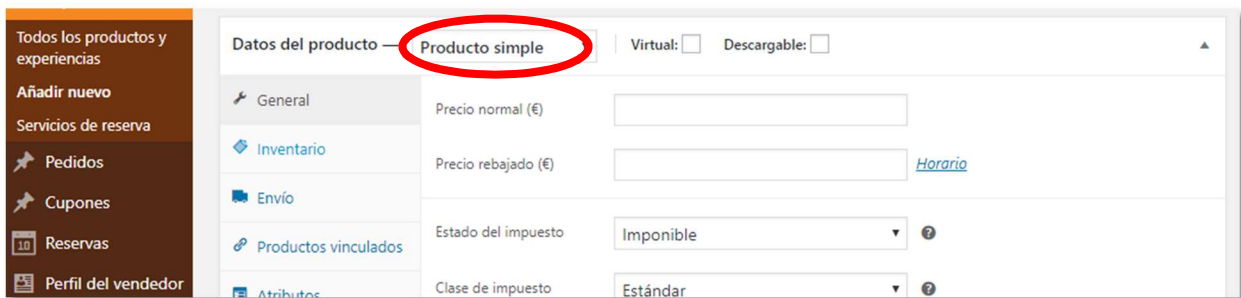 Todos los productos y
experiencias
Añadir nuevo
Servicios de reserva
Pedidos
Cupones
10 Reservas
Perfil del vendedor
Datos del producto — Producto simple Virtual: Descargable:
General
Inventario
Envío
Productos vinculados
Atributos
Precio normal (€)
Precio rebajado (€) Horario
Estado del impuesto Imponible ?
Clase de impuesto Estándar ?